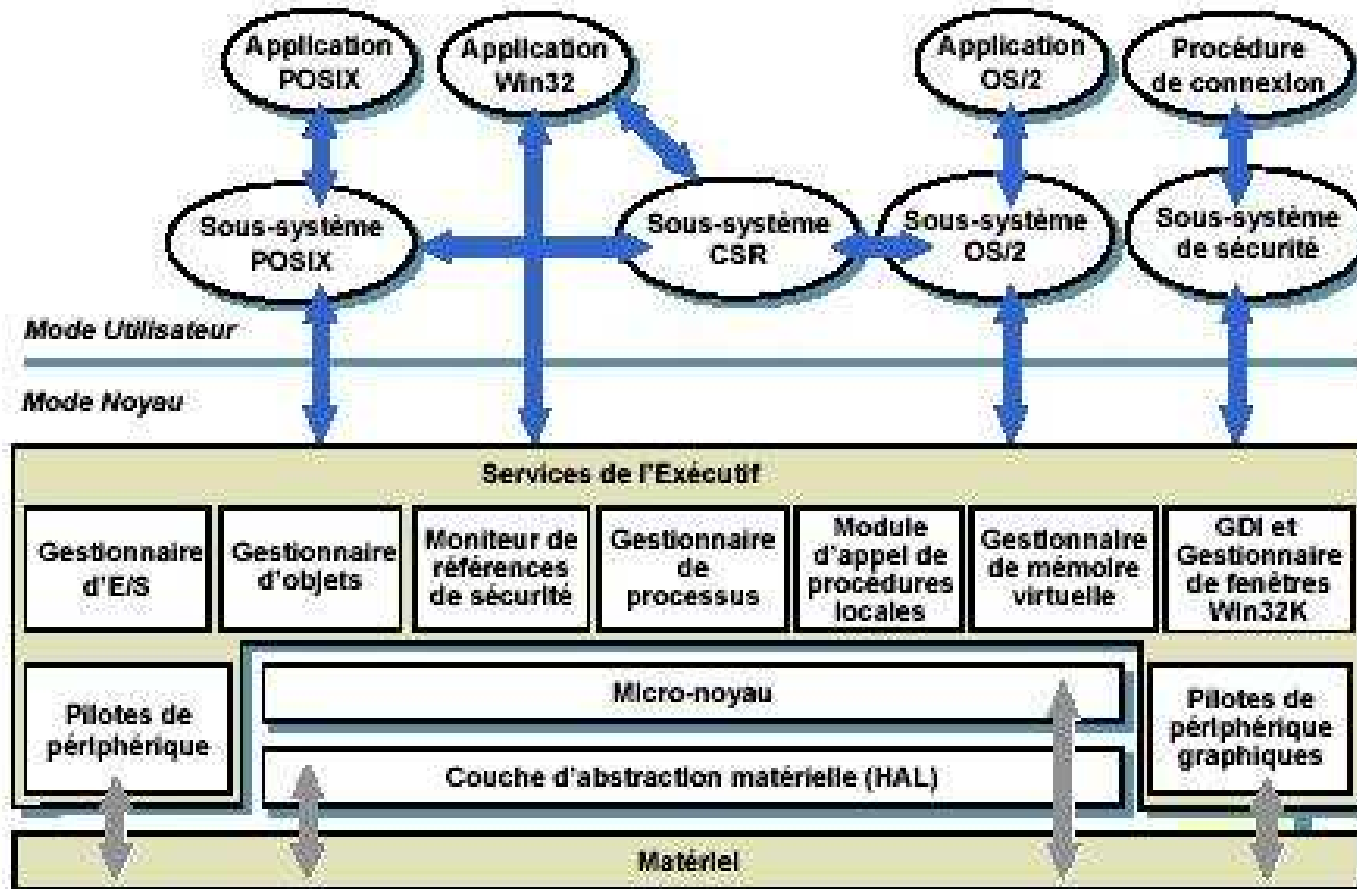 Application
POSIX
Application
Win32
Application
OS/2
Procédure
de connexion
Sous-système
POSIX
Sous-système
CSR
Sous-système
OS/2
Sous-système
de sécurité
Mode Utilisateur
Mode Noyau
Services de l'Exécutif
Gestionnaire
d'E/S
Gestionnaire
d'objets
Moniteur de
références
de sécurité
Gestionnaire
de
processus
Module
d'appel de
procédures
locales
Gestionnaire
de mémoire
virtuelle
GDI et
Gestionnaire
de fenêtres
Win32K
Pilotes de
périphérique
Micro-noyau
Couche d'abstraction matérielle (HAL)
Pilotes de
périphérique
graphiques
Matériel